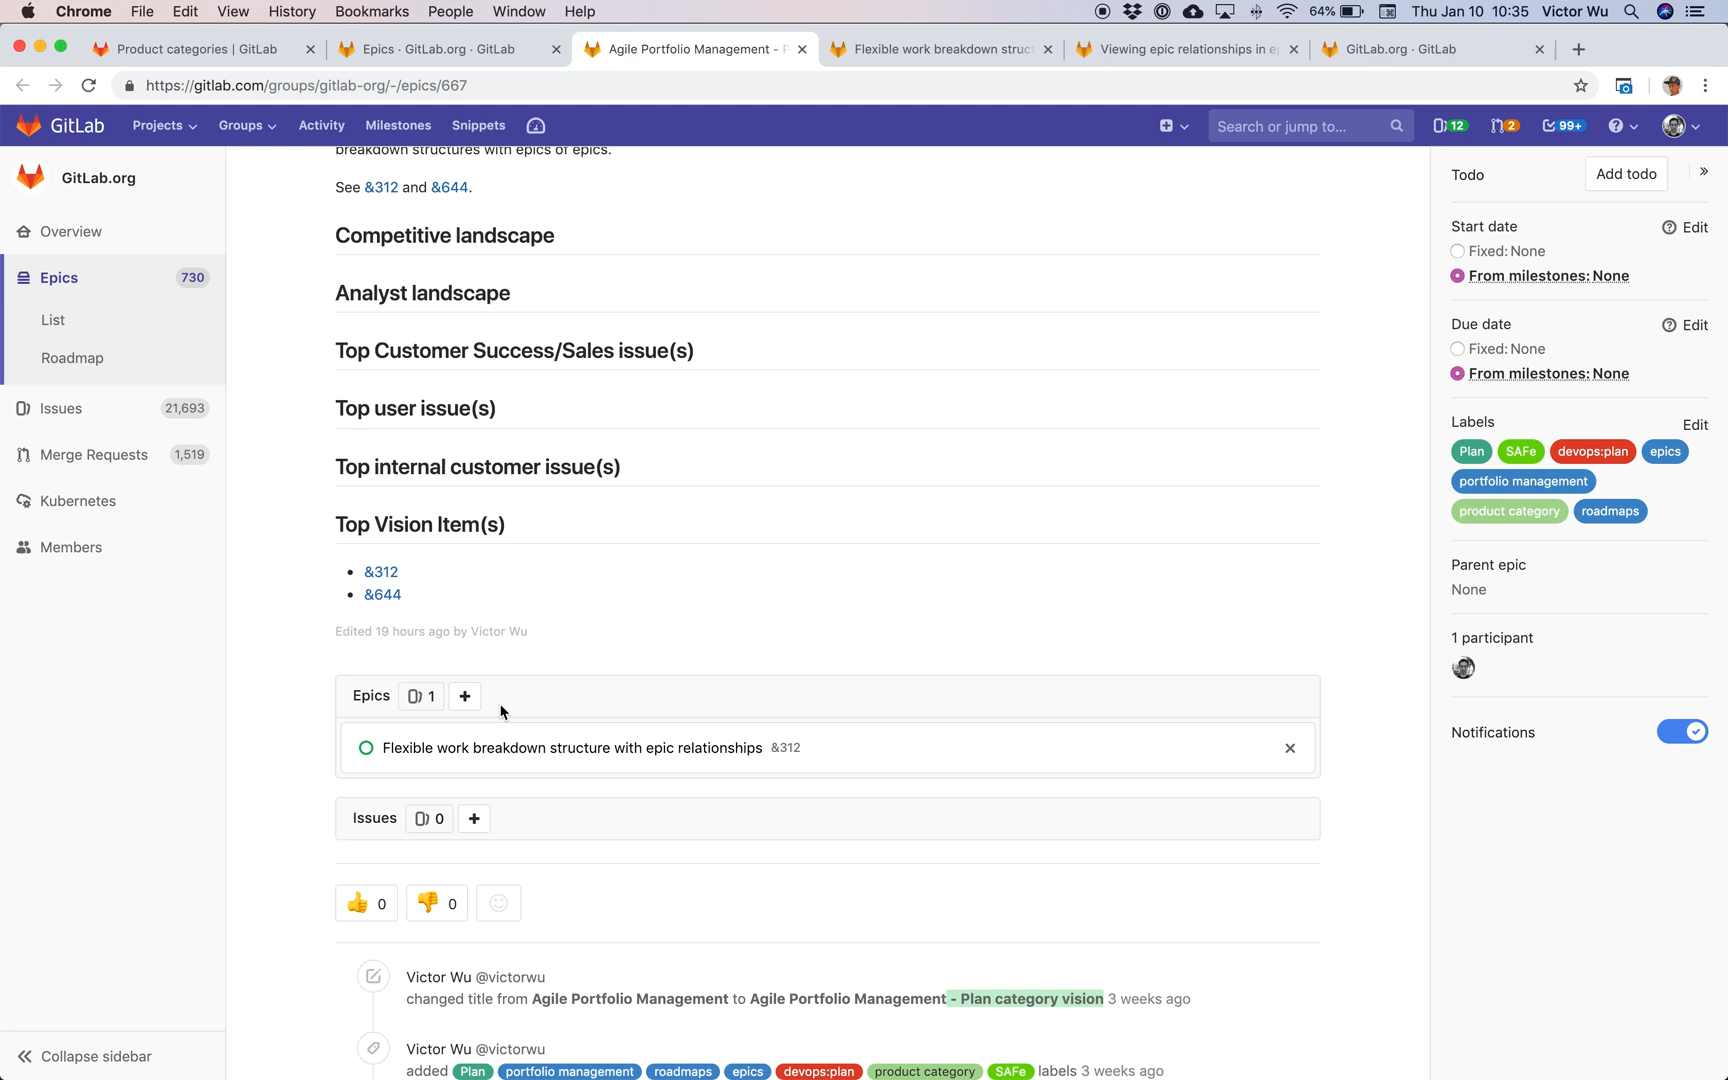 Chrome File Edit View History Bookmarks People Window Help 64% Thu Jan 10 10:35 Victor Wu
Product categories | GitLab
Epics · GitLab.org · GitLab
Agile Portfolio Management - P
Flexible work breakdown struct
Viewing epic relationships in ep
GitLab.org · GitLab
https://gitlab.com/groups/gitlab-org/-/epics/667
GitLab Projects Groups Activity Milestones Snippets Search or jump to... 12 2 99+
GitLab.org
Overview
Epics 730
List
Roadmap
Issues 21,693
Merge Requests 1,519
Kubernetes
Members
Collapse sidebar
breakdown structures with epics of epics.
See &312 and &644.
Competitive landscape
Analyst landscape
Top Customer Success/Sales issue(s)
Top user issue(s)
Top internal customer issue(s)
Top Vision Item(s)
&312
&644
Edited 19 hours ago by Victor Wu
Epics 1 +
Flexible work breakdown structure with epic relationships &312
Issues 0 +
0 0
Victor Wu @victorwu
changed title from Agile Portfolio Management to Agile Portfolio Management - Plan category vision 3 weeks ago
Victor Wu @victorwu
added Plan portfolio management roadmaps epics devops:plan product category SAFe labels 3 weeks ago
Todo Add todo »
Start date Edit
Fixed: None
From milestones: None
Due date Edit
Fixed: None
From milestones: None
Labels Edit
Plan SAFe devops:plan epics
portfolio management
product category roadmaps
Parent epic
None
1 participant
Notifications